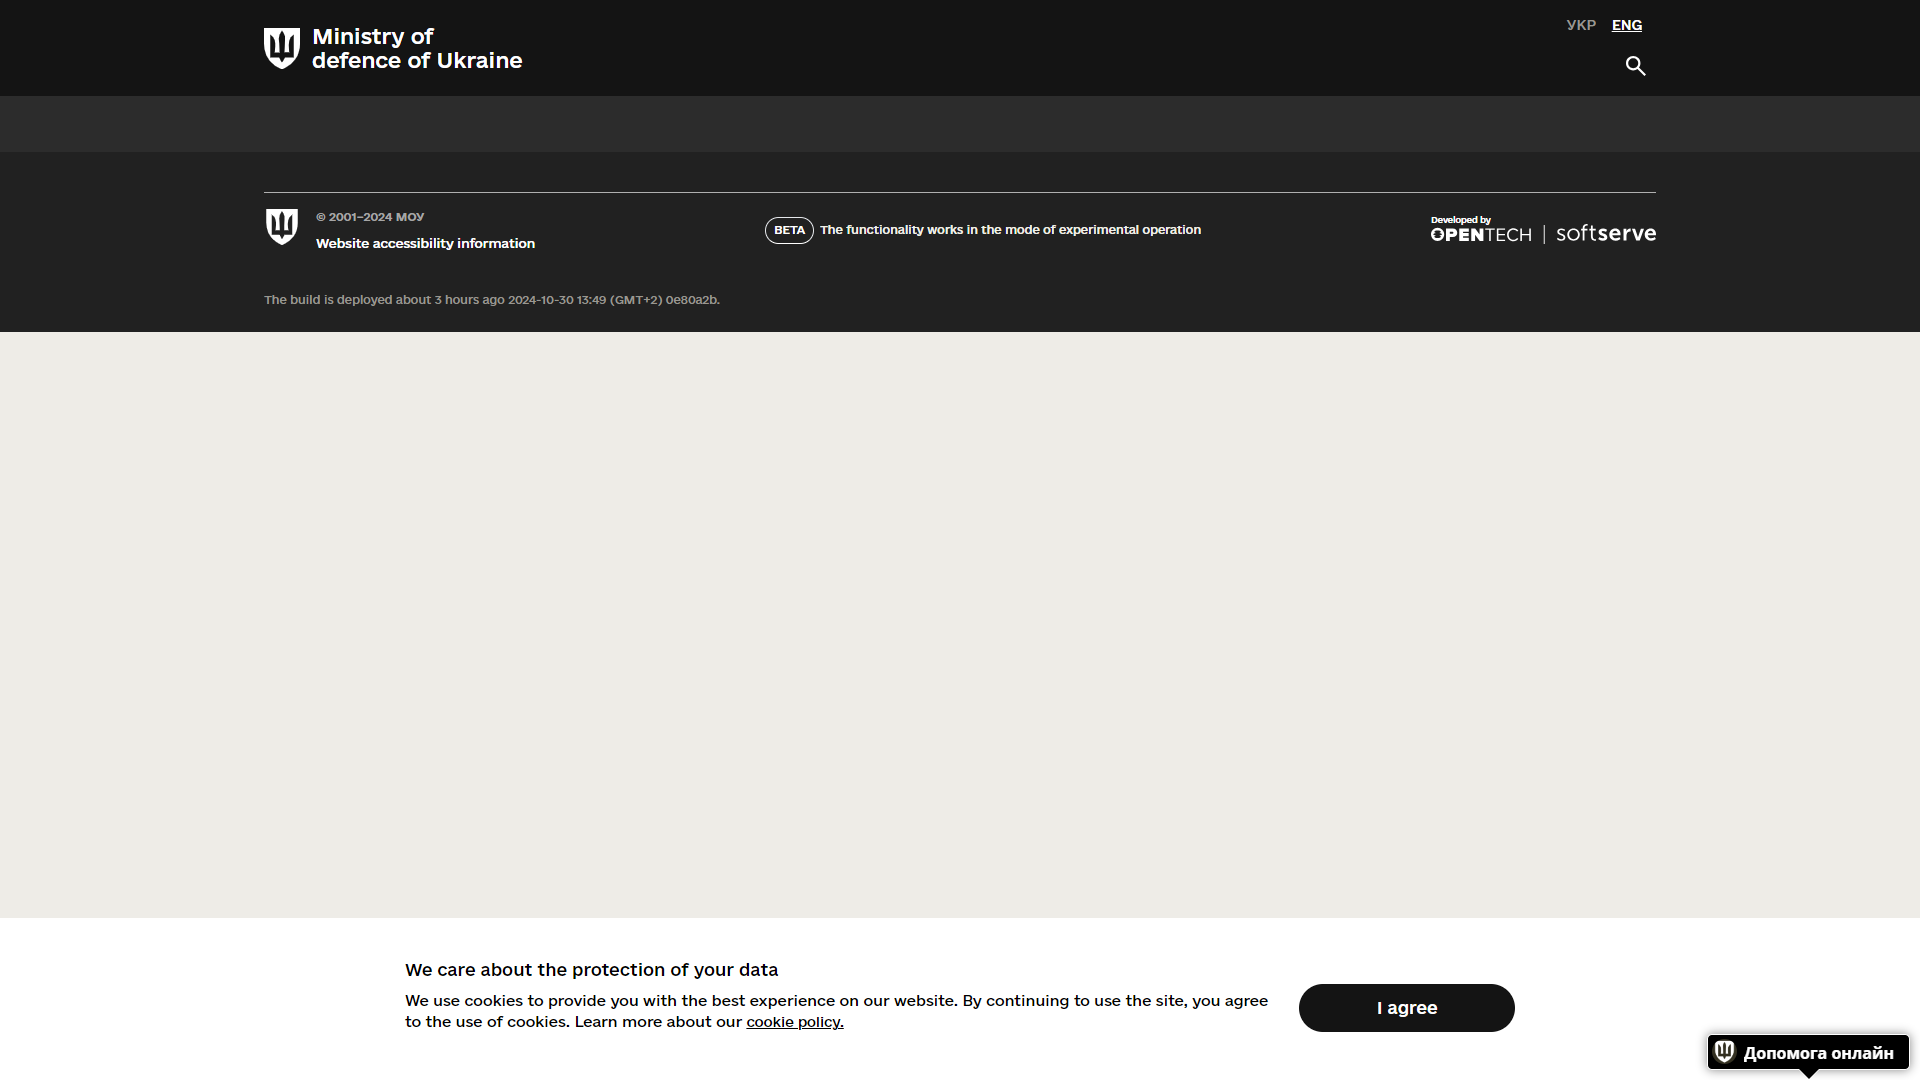 Ministry of
defence of Ukraine
УКР ENG
© 2001–2024 МОУ
Website accessibility information
BETA The functionality works in the mode of experimental operation
Developed by
OPENTECH | softserve
The build is deployed about 3 hours ago 2024-10-30 13:49 (GMT+2) 0e80a2b.
We care about the protection of your data
We use cookies to provide you with the best experience on our website. By continuing to use the site, you agree
to the use of cookies. Learn more about our cookie policy.
I agree
Допомога онлайн